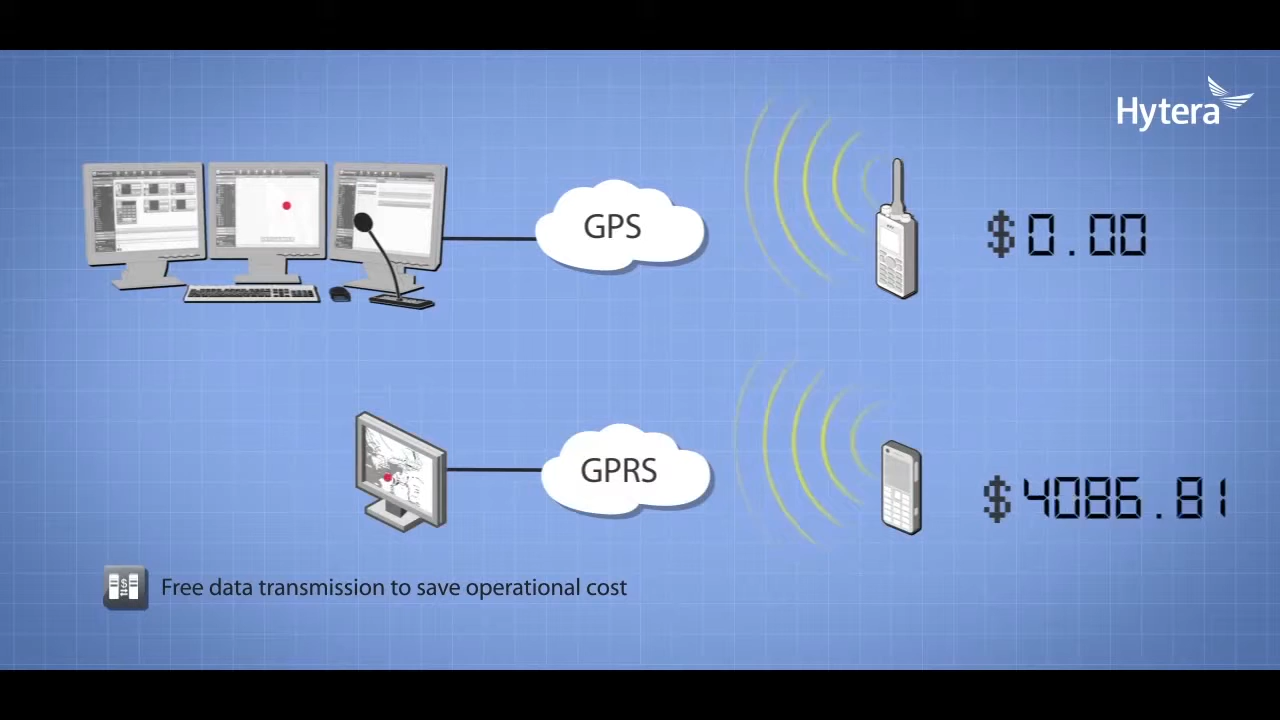 Hytera
GPS
$0.00
GPRS
$4086.81
Free data transmission to save operational cost